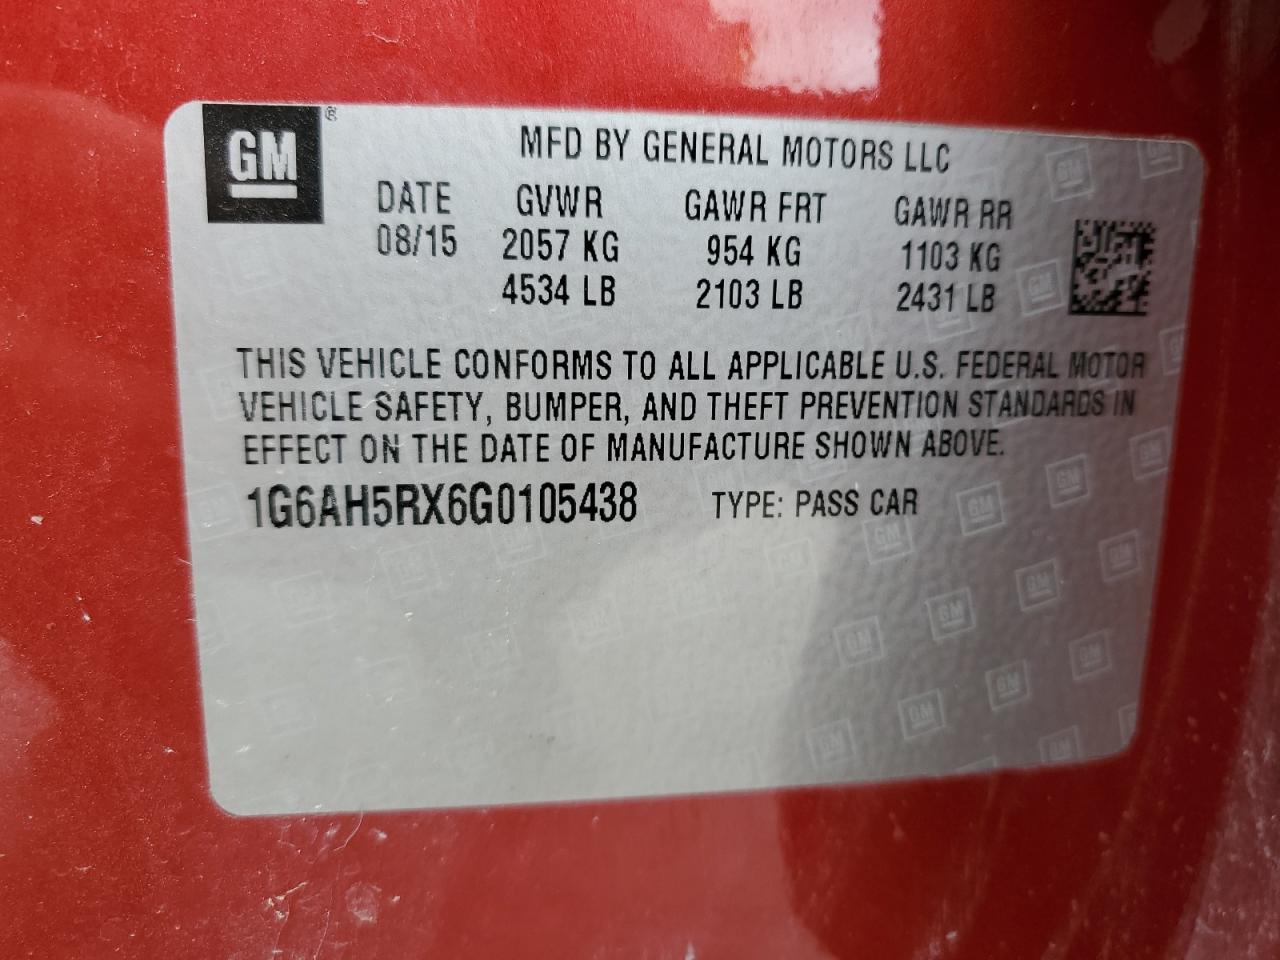 GM®
MFD BY GENERAL MOTORS LLC
DATE GVWR GAWR FRT GAWR RR
08/15 2057 KG 954 KG 1103 KG
4534 LB 2103 LB 2431 LB
THIS VEHICLE CONFORMS TO ALL APPLICABLE U.S. FEDERAL MOTOR
VEHICLE SAFETY, BUMPER, AND THEFT PREVENTION STANDARDS IN
EFFECT ON THE DATE OF MANUFACTURE SHOWN ABOVE.
1G6AH5RX6G0105438 TYPE: PASS CAR